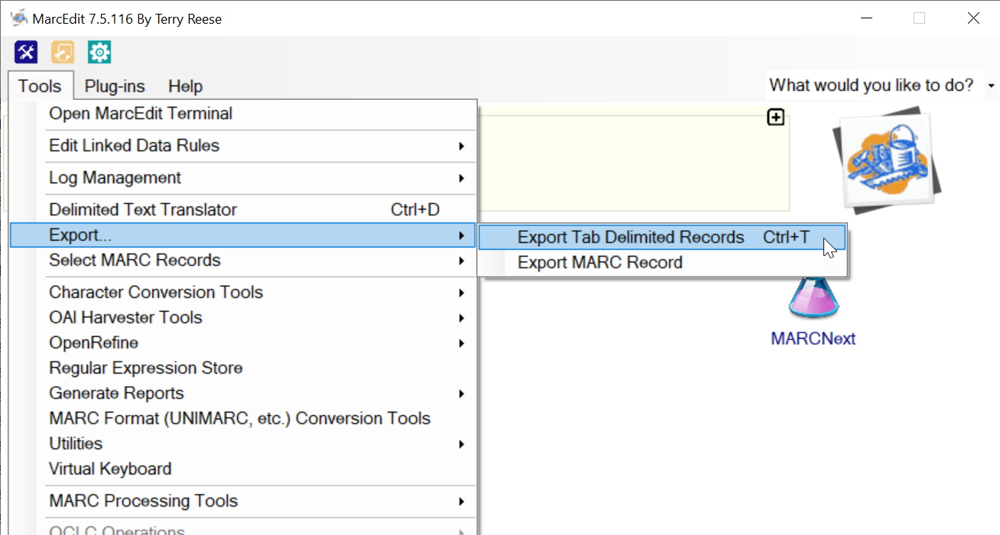 MarcEdit 7.5.116 By Terry Reese
Tools Plug-ins Help
What would you like to do?
Open MarcEdit Terminal
Edit Linked Data Rules
Log Management
Delimited Text Translator Ctrl+D
Export...
Export Tab Delimited Records Ctrl+T
Select MARC Records
Export MARC Record
Character Conversion Tools
OAI Harvester Tools
MARCNext
OpenRefine
Regular Expression Store
Generate Reports
MARC Format (UNIMARC, etc.) Conversion Tools
Utilities
Virtual Keyboard
MARC Processing Tools
OCLC Operations